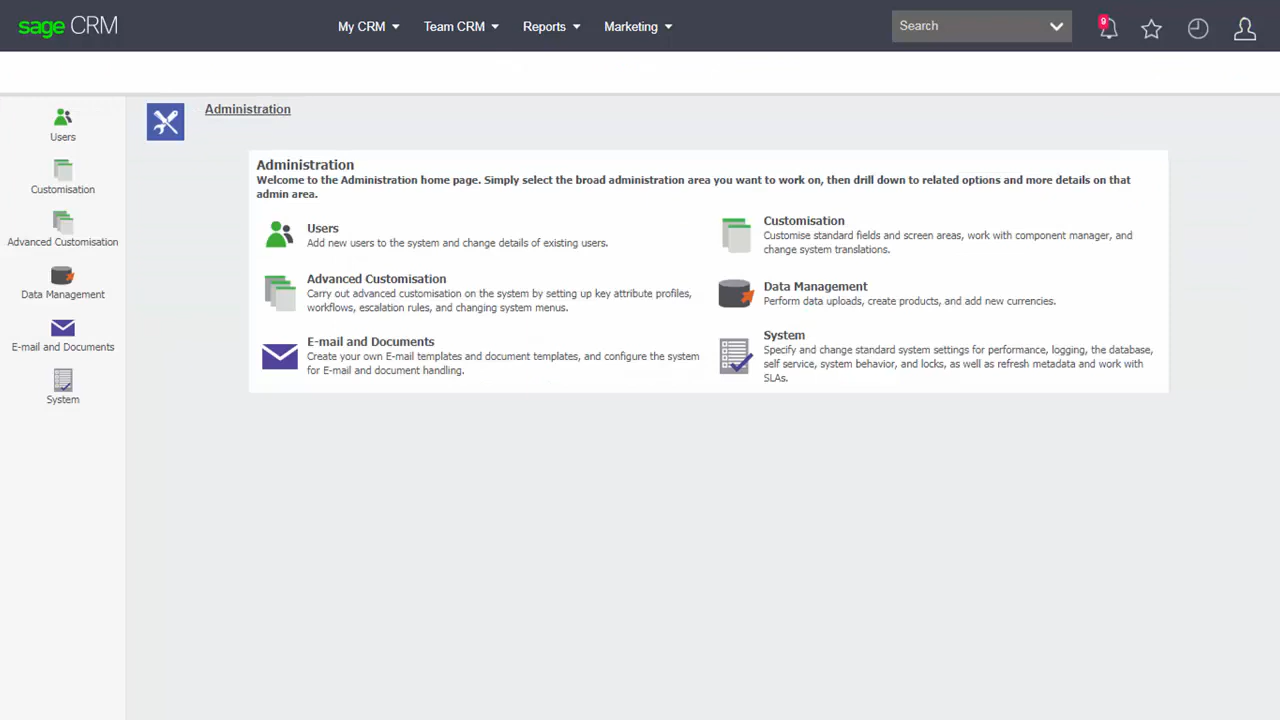 sage CRM
My CRM
Team CRM
Reports
Marketing
Search
9
Users
Customisation
Advanced Customisation
Data Management
E-mail and Documents
System
Administration
Administration
Welcome to the Administration home page. Simply select the broad administration area you want to work on, then drill down to related options and more details on that
admin area.
Users
Add new users to the system and change details of existing users.
Customisation
Customise standard fields and screen areas, work with component manager, and
change system translations.
Advanced Customisation
Carry out advanced customisation on the system by setting up key attribute profiles,
workflows, escalation rules, and changing system menus.
Data Management
Perform data uploads, create products, and add new currencies.
E-mail and Documents
Create your own E-mail templates and document templates, and configure the system
for E-mail and document handling.
System
Specify and change standard system settings for performance, logging, the database,
self service, system behavior, and locks, as well as refresh metadata and work with
SLAs.